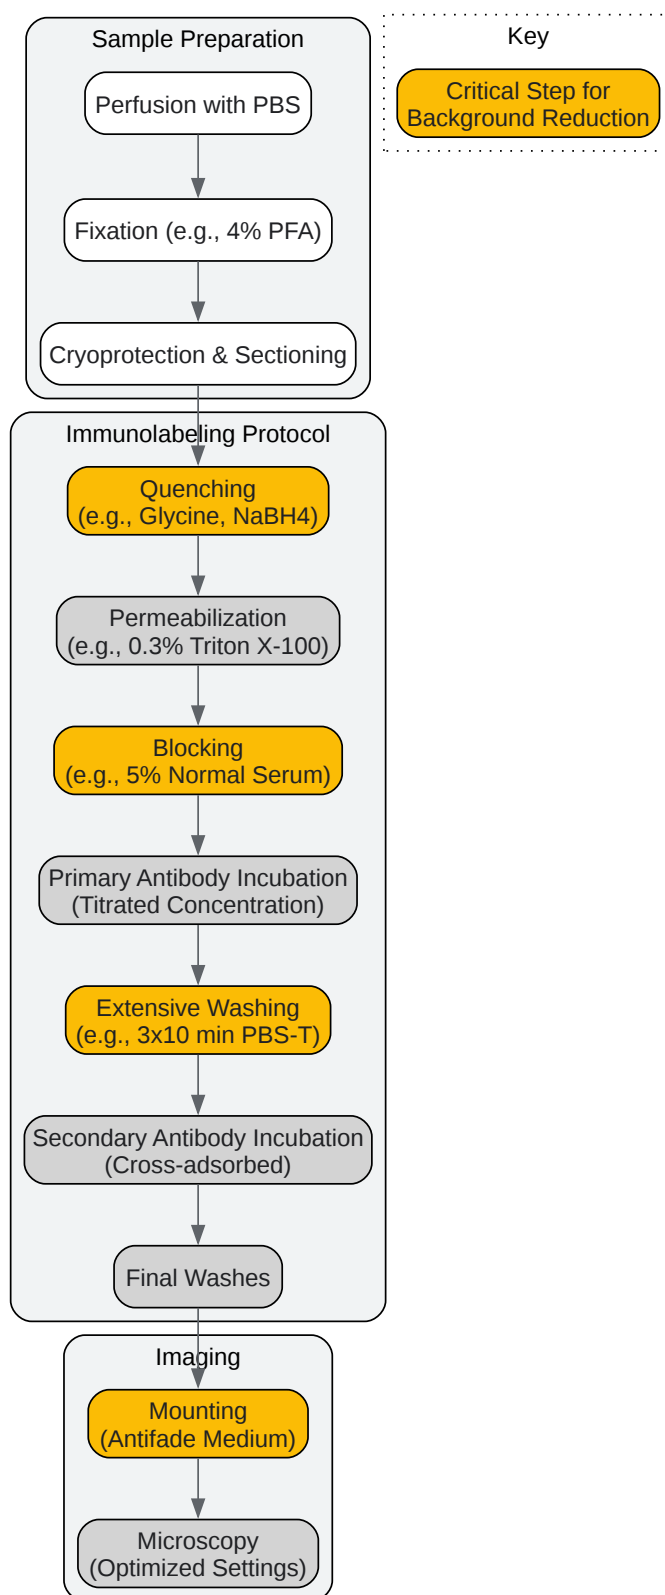 Sample Preparation
Perfusion with PBS
Fixation (e.g., 4% PFA)
Cryoprotection & Sectioning
Key
Critical Step for
Background Reduction
Immunolabeling Protocol
Quenching
(e.g., Glycine, NaBH4)
Permeabilization
(e.g., 0.3% Triton X-100)
Blocking
(e.g., 5% Normal Serum)
Primary Antibody Incubation
(Titrated Concentration)
Extensive Washing
(e.g., 3x10 min PBS-T)
Secondary Antibody Incubation
(Cross-adsorbed)
Final Washes
Imaging
Mounting
(Antifade Medium)
Microscopy
(Optimized Settings)